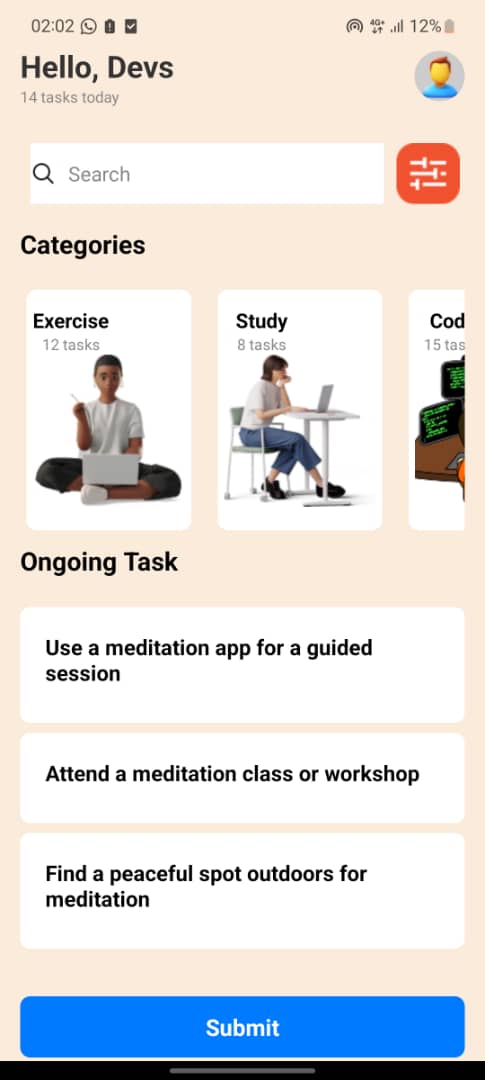 02:02 4G+ 12%
Hello, Devs
14 tasks today
Search
Categories
Exercise
12 tasks
Study
8 tasks
Cod
15 tas
Ongoing Task
Use a meditation app for a guided
session
Attend a meditation class or workshop
Find a peaceful spot outdoors for
meditation
Submit